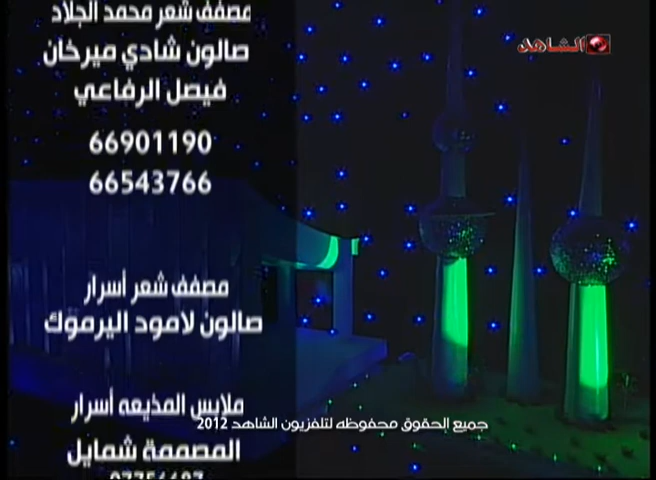 مصفف شعر محمد الجلاد
الشاهد
صالون شادي ميرخان
فيصل الرفاعي
66901190
66543766
مصفف شعر أسرار
صالون لامود اليرموك
ملابس المذيعه أسرار
جميع الحقوق محفوظه لتلفزيون الشاهد 2012
المصممة شمايل